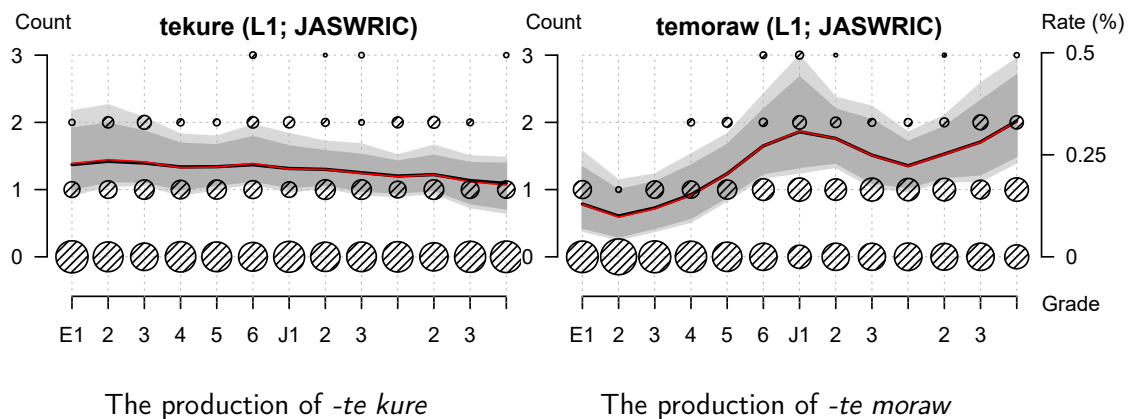 Count tekure (L1; JASWRIC) Count temoraw (L1; JASWRIC) Rate (%)
3 3 0.5
2 2
0.25
1 1
0 0 0
Grade
E1 2 3 4 5 6 J1 2 3 2 3 E1 2 3 4 5 6 J1 2 3 2 3
The production of -te kure The production of -te moraw